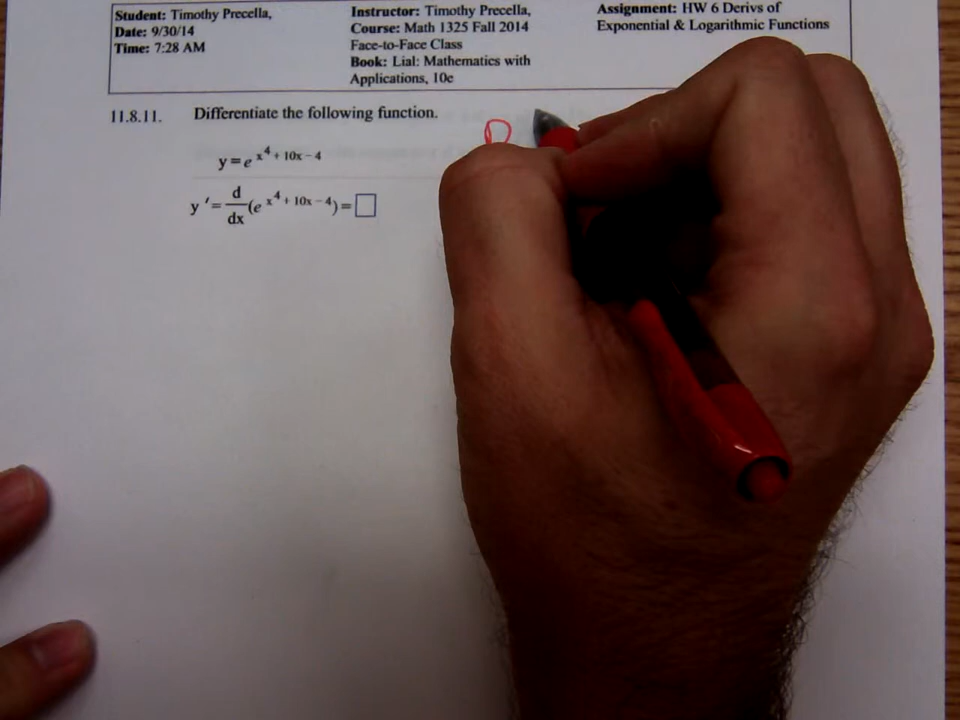 Student: Timothy Precella,
Date: 9/30/14
Time: 7:28 AM
Instructor: Timothy Precella,
Course: Math 1325 Fall 2014
Face-to-Face Class
Book: Lial: Mathematics with
Applications, 10e
Assignment: HW 6 Derivs of
Exponential & Logarithmic Functions
11.8.11. Differentiate the following function.
y = e^{x^4 + 10x − 4}
y ′ = \frac{d}{dx}(e^{x^4 + 10x − 4}) = □